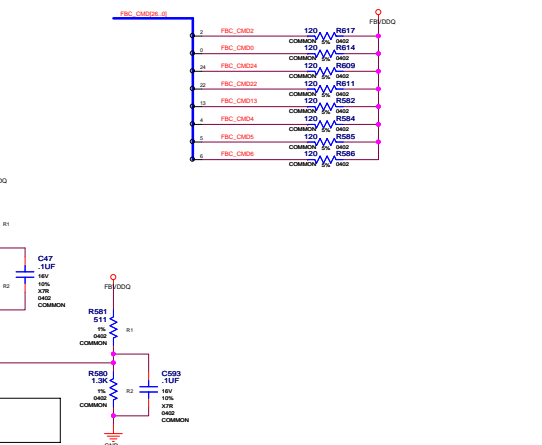 FBC_CMD[26..0]
FBVDDQ
2 FBC_CMD2 120 R617
COMMON 5% 0402
0 FBC_CMD0 120 R614
COMMON 5% 0402
24 FBC_CMD24 120 R609
COMMON 5% 0402
22 FBC_CMD22 120 R611
COMMON 5% 0402
13 FBC_CMD13 120 R582
COMMON 5% 0402
4 FBC_CMD4 120 R584
COMMON 5% 0402
5 FBC_CMD5 120 R585
COMMON 5% 0402
6 FBC_CMD6 120 R586
COMMON 5% 0402
DQ
R1
R2
C47
.1UF
16V
10%
X7R
0402
COMMON
FBVDDQ
R581
511
1%
0402
COMMON
R1
R580
1.3K
1%
0402
COMMON
R2
C593
.1UF
16V
10%
X7R
0402
COMMON
GND